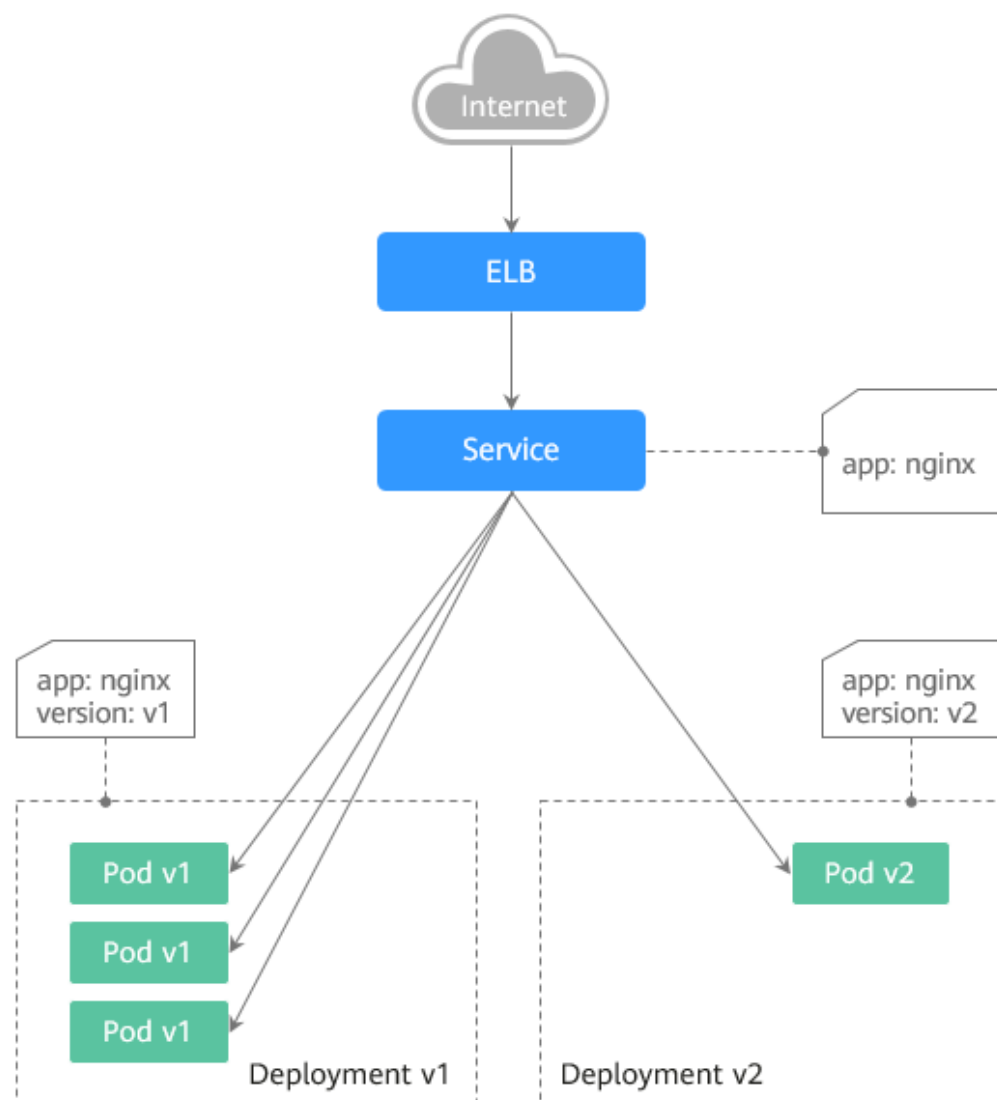 Internet
ELB
Service
app: nginx
app: nginx
version: v1
app: nginx
version: v2
Pod v1
Pod v2
Pod v1
Pod v1
Deployment v1
Deployment v2